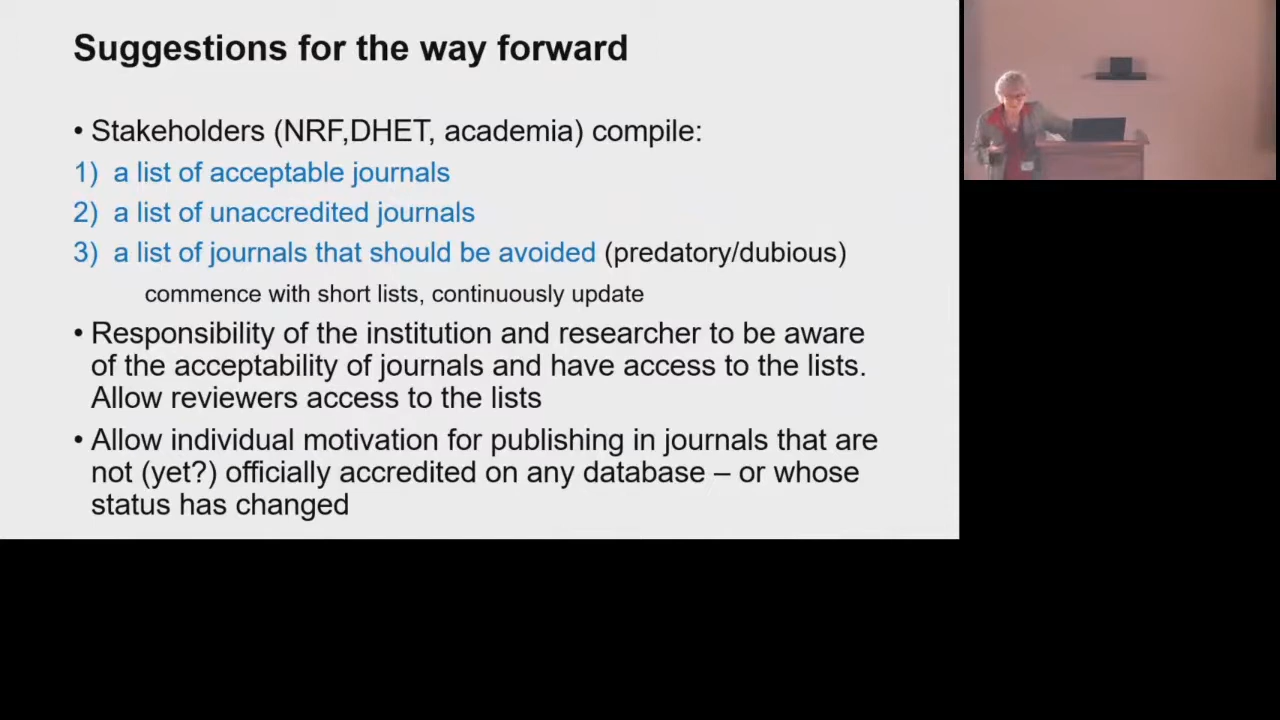 Suggestions for the way forward
• Stakeholders (NRF,DHET, academia) compile:
1) a list of acceptable journals
2) a list of unaccredited journals
3) a list of journals that should be avoided (predatory/dubious)
commence with short lists, continuously update
• Responsibility of the institution and researcher to be aware
of the acceptability of journals and have access to the lists.
Allow reviewers access to the lists
• Allow individual motivation for publishing in journals that are
not (yet?) officially accredited on any database – or whose
status has changed